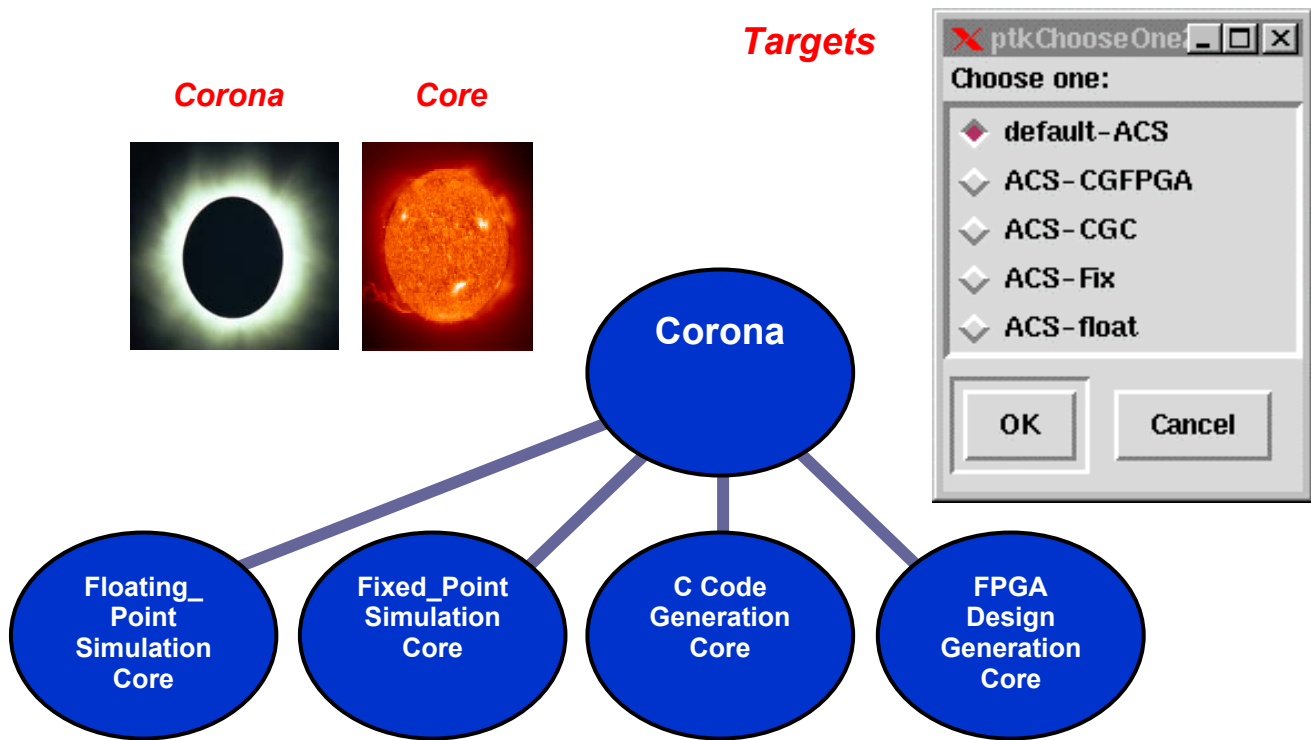 Targets
Corona
Core
ptkChooseOne
Choose one:
default-ACS
ACS-CGFPGA
ACS-CGC
ACS-Fix
ACS-float
OK
Cancel
Corona
Floating_
Point
Simulation
Core
Fixed_Point
Simulation
Core
C Code
Generation
Core
FPGA
Design
Generation
Core